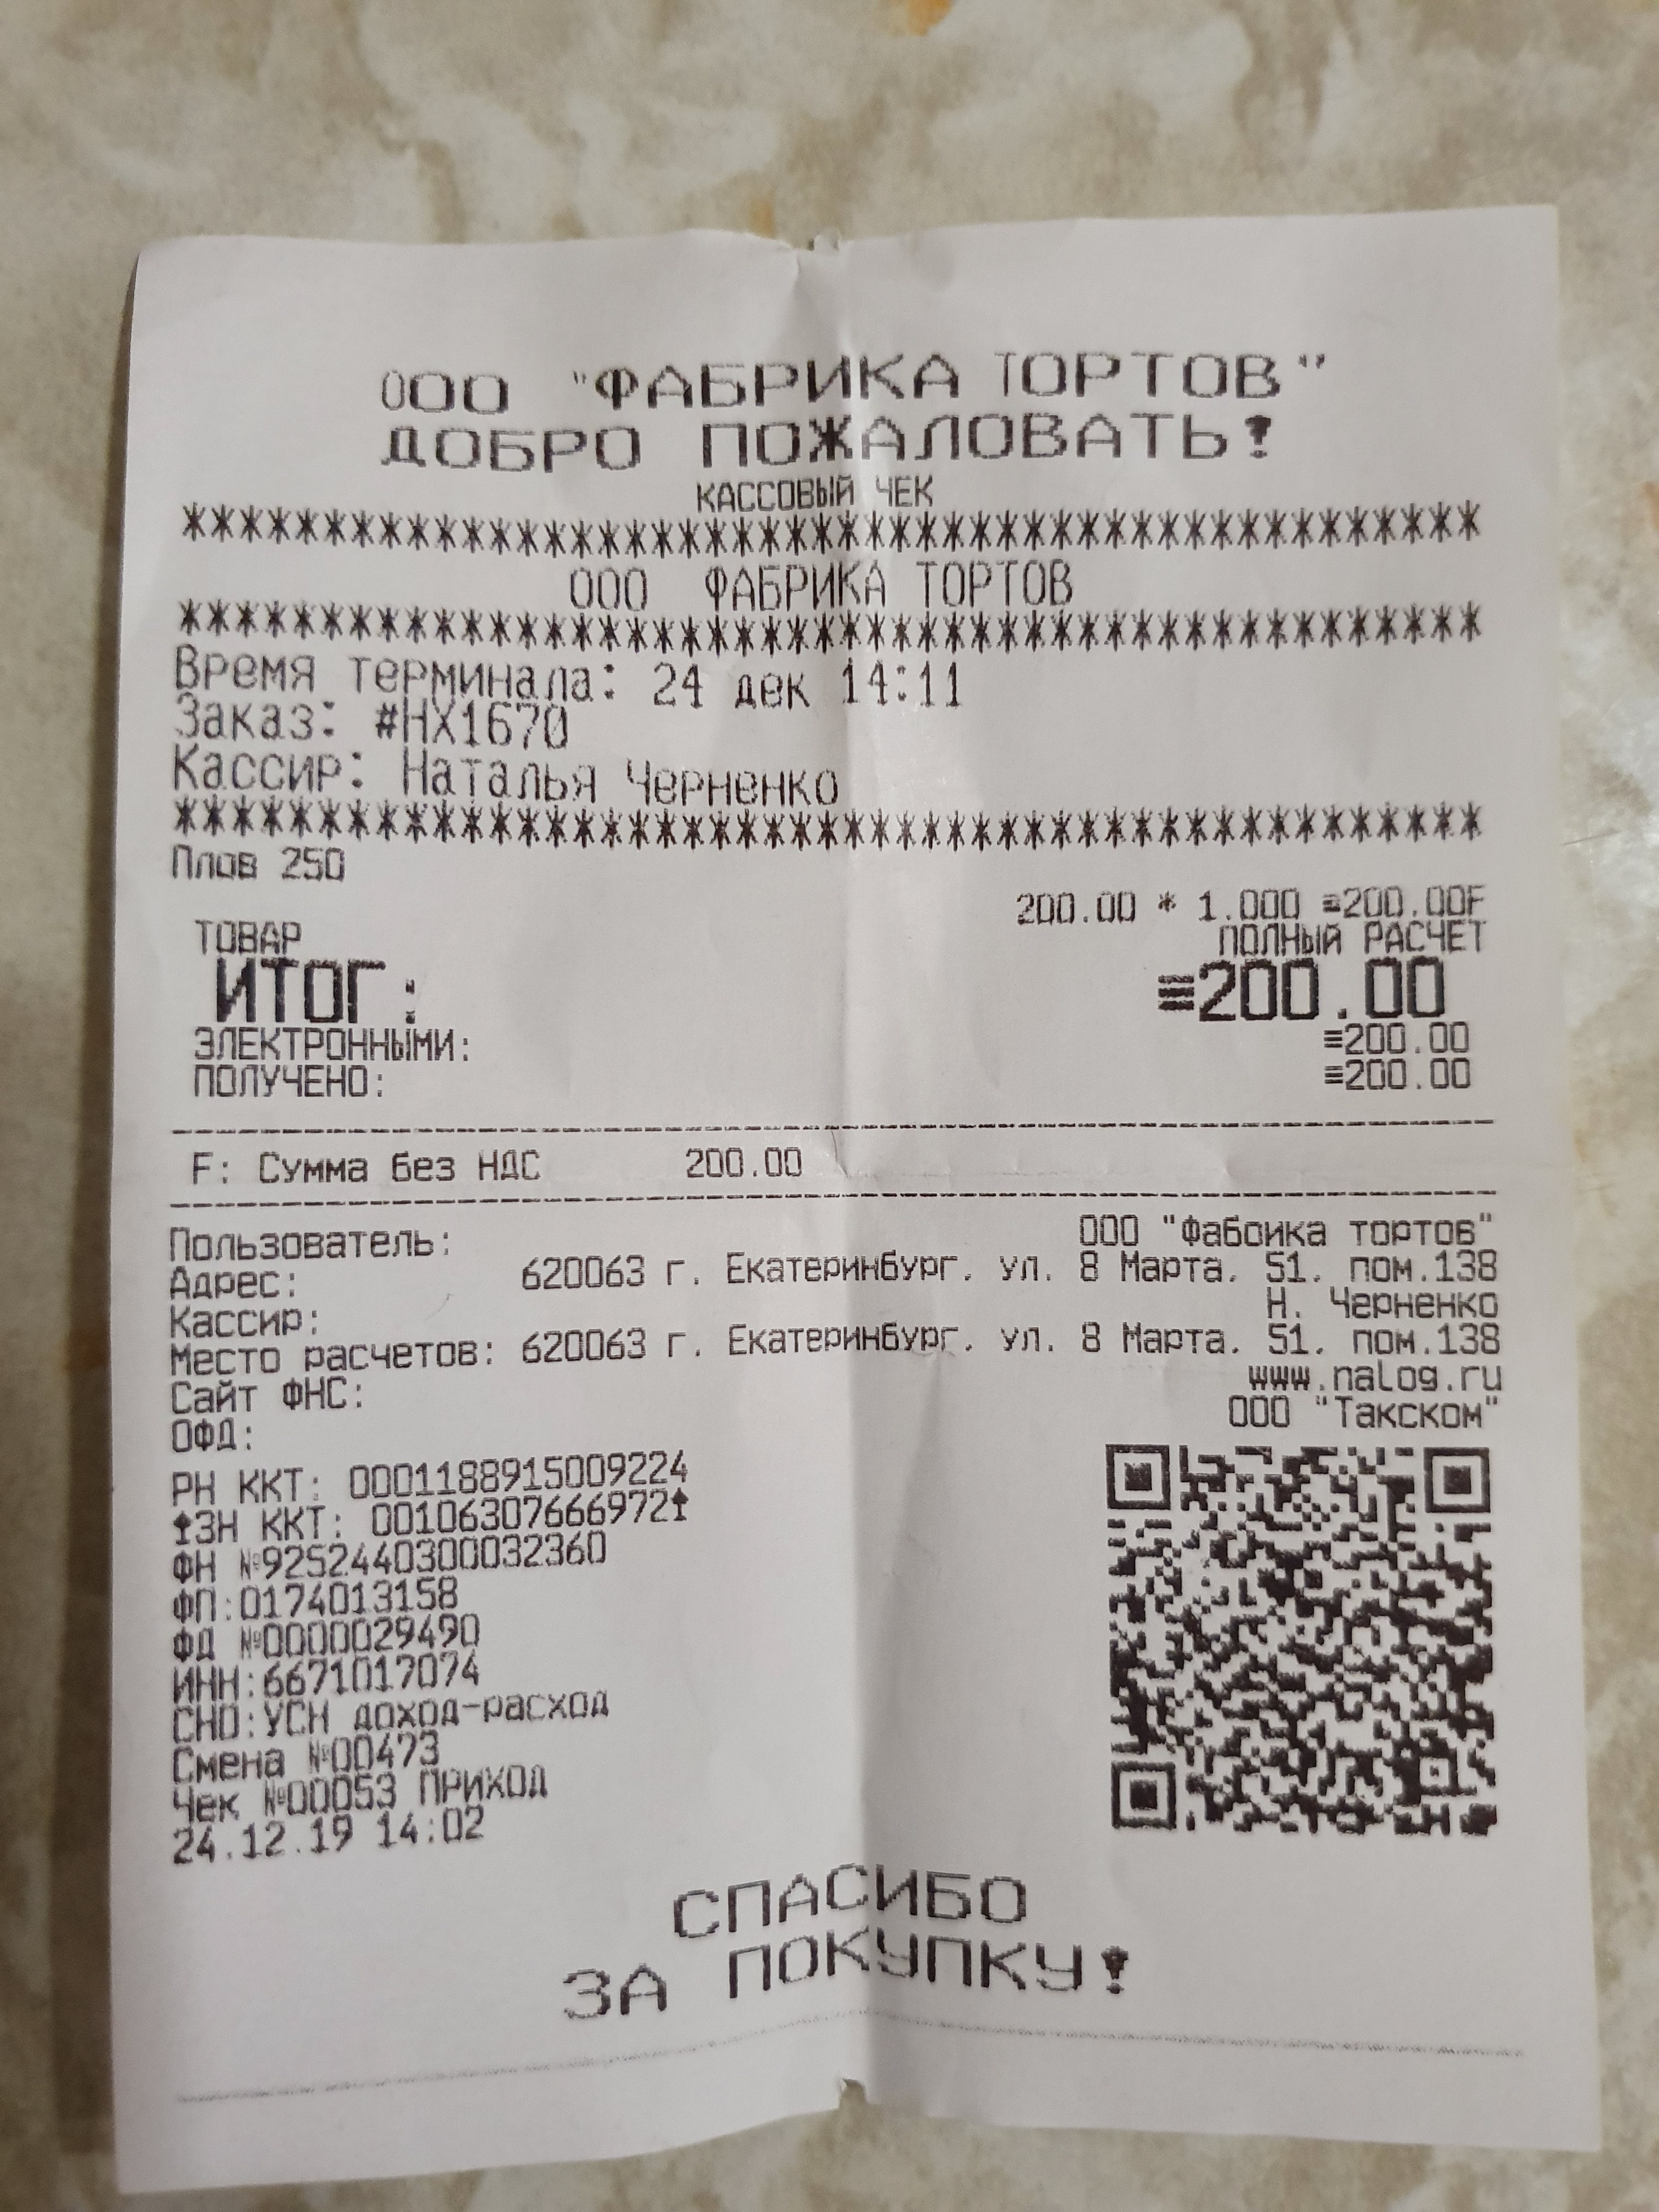 ООО "ФАБРИКА ТОРТОВ"
ДОБРО ПОЖАЛОВАТЬ!
КАССОВЫЙ ЧЕК
************************************************
ООО ФАБРИКА ТОРТОВ
************************************************
Время терминала: 24 дек 14:11
Заказ: #HX1670
Кассир: Наталья Черненко
************************************************
Плов 250
200.00 * 1.000 ≡200.00F
ТОВАР ПОЛНЫЙ РАСЧЕТ
ИТОГ: ≡200.00
ЭЛЕКТРОННЫМИ: ≡200.00
ПОЛУЧЕНО: ≡200.00
F: Сумма без НДС 200.00
Пользователь: ООО "Фабрика тортов"
Адрес: 620063 г. Екатеринбург, ул. 8 Марта, 51, пом.138
Кассир: Н. Черненко
Место расчетов: 620063 г. Екатеринбург, ул. 8 Марта, 51, пом.138
Сайт ФНС: www.nalog.ru
ОФД: ООО "Такском"
РН ККТ: 0001188915009224
ЗН ККТ: 00106307666972
ФН №9252440300032360
ФП:0174013158
ФД №0000029490
ИНН:6671017074
СНО:УСН доход-расход
Смена №00473
Чек №00053 ПРИХОД
24.12.19 14:02
СПАСИБО
ЗА ПОКУПКУ!